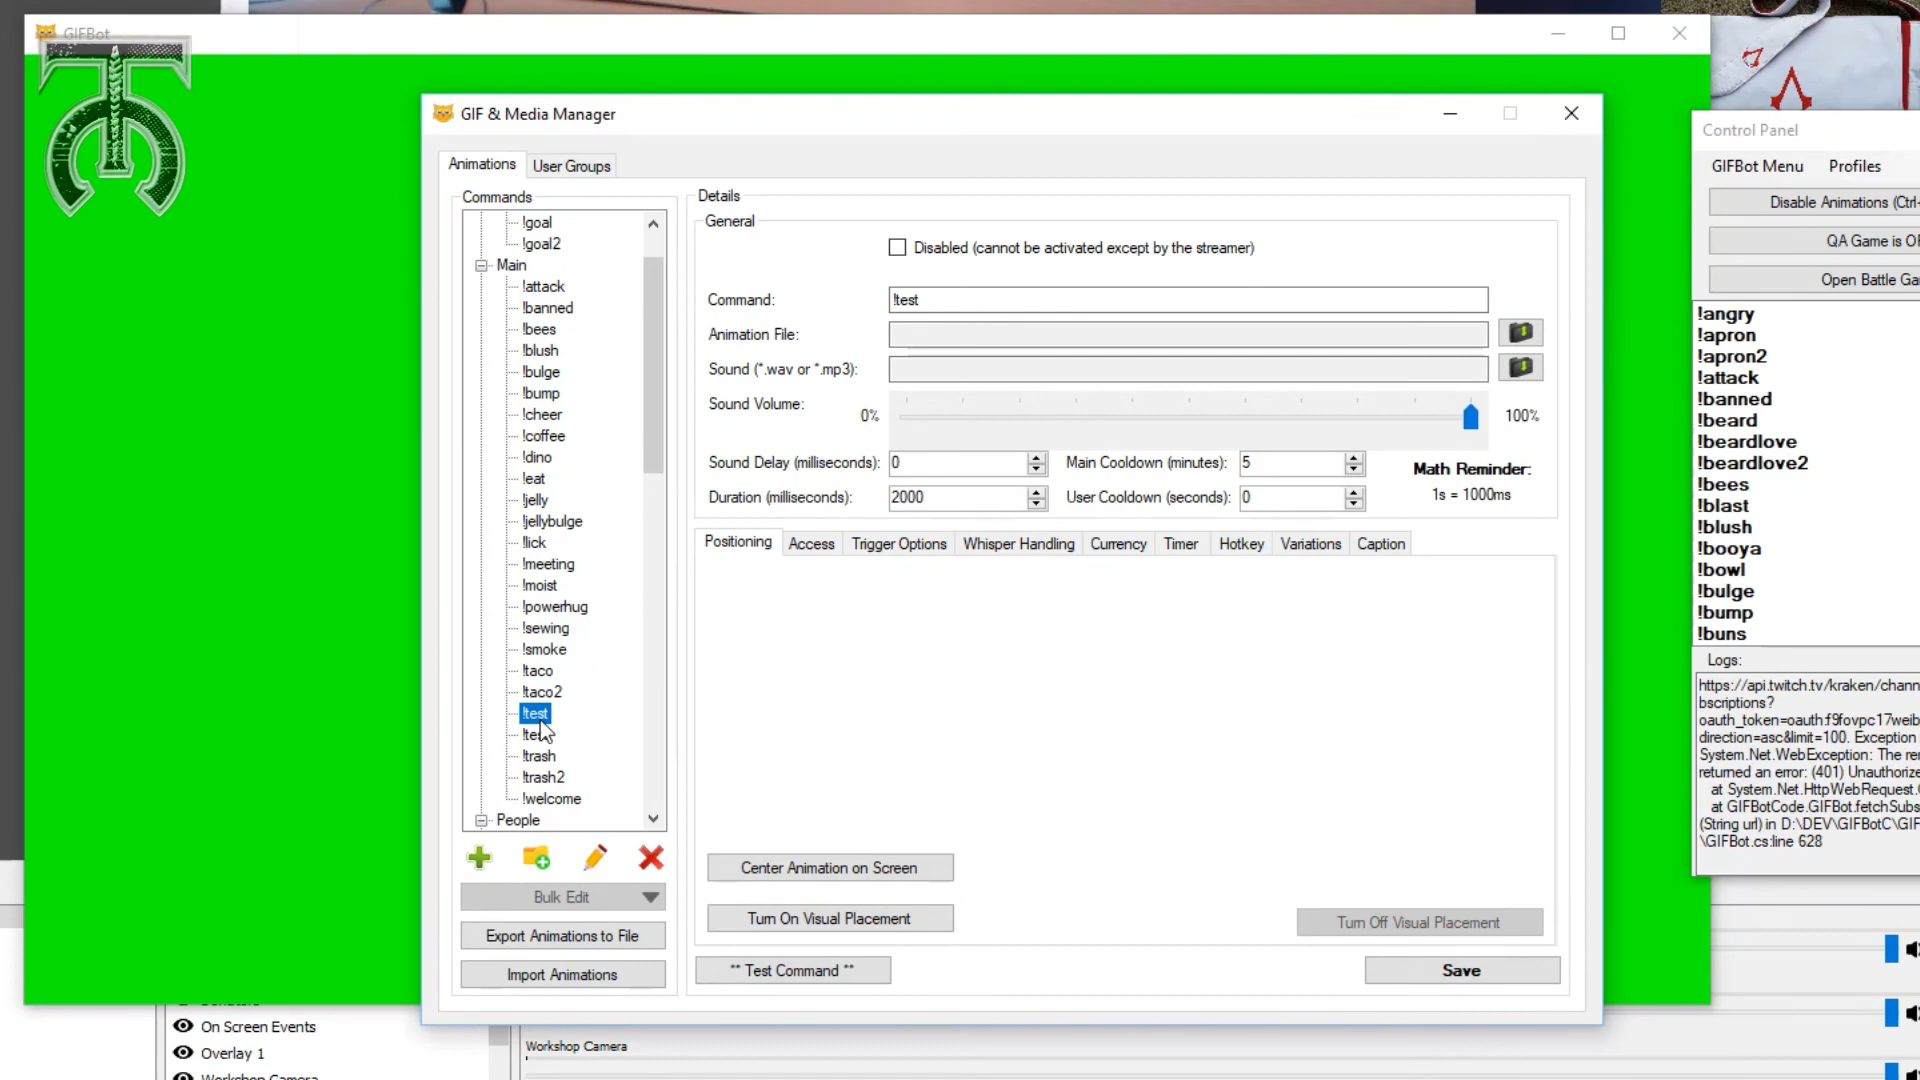 GIFBot
GIF & Media Manager
Animations
User Groups
Commands
!goal
!goal2
Main
!attack
!banned
!bees
!blush
!bulge
!bump
!cheer
!coffee
!dino
!eat
!jelly
!jellybulge
!lick
!meeting
!moist
!powerhug
!sewing
!smoke
!taco
!taco2
!test
!trash
!trash2
!welcome
People
Bulk Edit
Export Animations to File
Import Animations
Details
General
Disabled (cannot be activated except by the streamer)
Command:
!test
Animation File:
Sound (*.wav or *.mp3):
Sound Volume:
0%
100%
Sound Delay (milliseconds):
0
Main Cooldown (minutes):
5
Math Reminder:
Duration (milliseconds):
2000
User Cooldown (seconds):
0
1s = 1000ms
Positioning
Access
Trigger Options
Whisper Handling
Currency
Timer
Hotkey
Variations
Caption
Center Animation on Screen
Turn On Visual Placement
Turn Off Visual Placement
** Test Command **
Save
Control Panel
GIFBot Menu
Profiles
Disable Animations (Ctrl-
QA Game is
Open Battle
!angry
!apron
!apron2
!attack
!banned
!beard
!beardlove
!beardlove2
!bees
!blast
!blush
!booya
!bowl
!bulge
!bump
!buns
Logs:
https://api.twitch.tv/kraken/chann
bscriptions?
oauth_token=oauth:f9fovpc17weib
direction=asc&limit=100. Exception
System.Net.WebException: The re
returned an error: (401) Unauthorize
at System.Net.HttpWebRequest.
at GIFBotCode.GIFBot.fetchSubs
(String url) in D:\DEV\GIFBotC\GIF
\GIFBot.cs:line 628
On Screen Events
Overlay 1
Workshop Camera
Workshop Camera